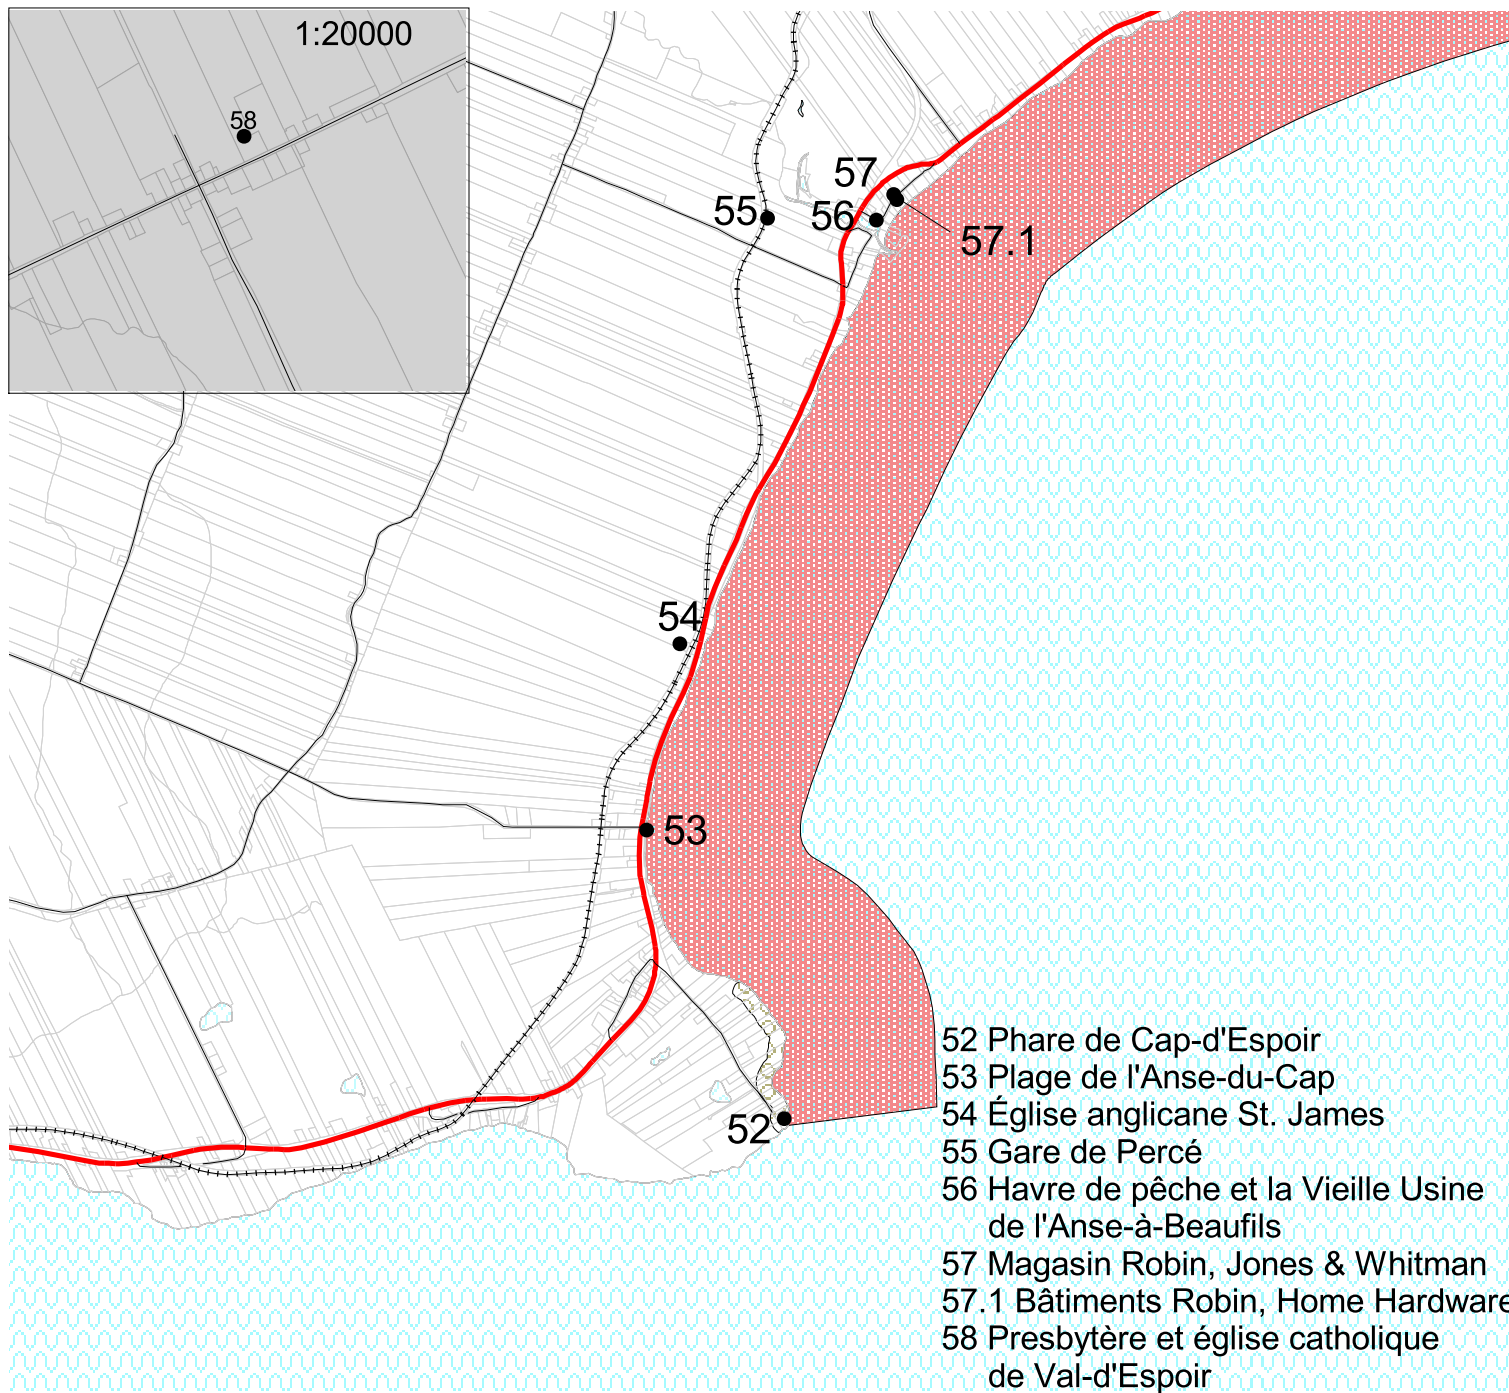 1:20000
58
57
55
56
57.1
54
53
52
52 Phare de Cap-d'Espoir
53 Plage de l'Anse-du-Cap
54 Église anglicane St. James
55 Gare de Percé
56 Havre de pêche et la Vieille Usine
de l'Anse-à-Beaufils
57 Magasin Robin, Jones & Whitman
57.1 Bâtiments Robin, Home Hardware
58 Presbytère et église catholique
de Val-d'Espoir